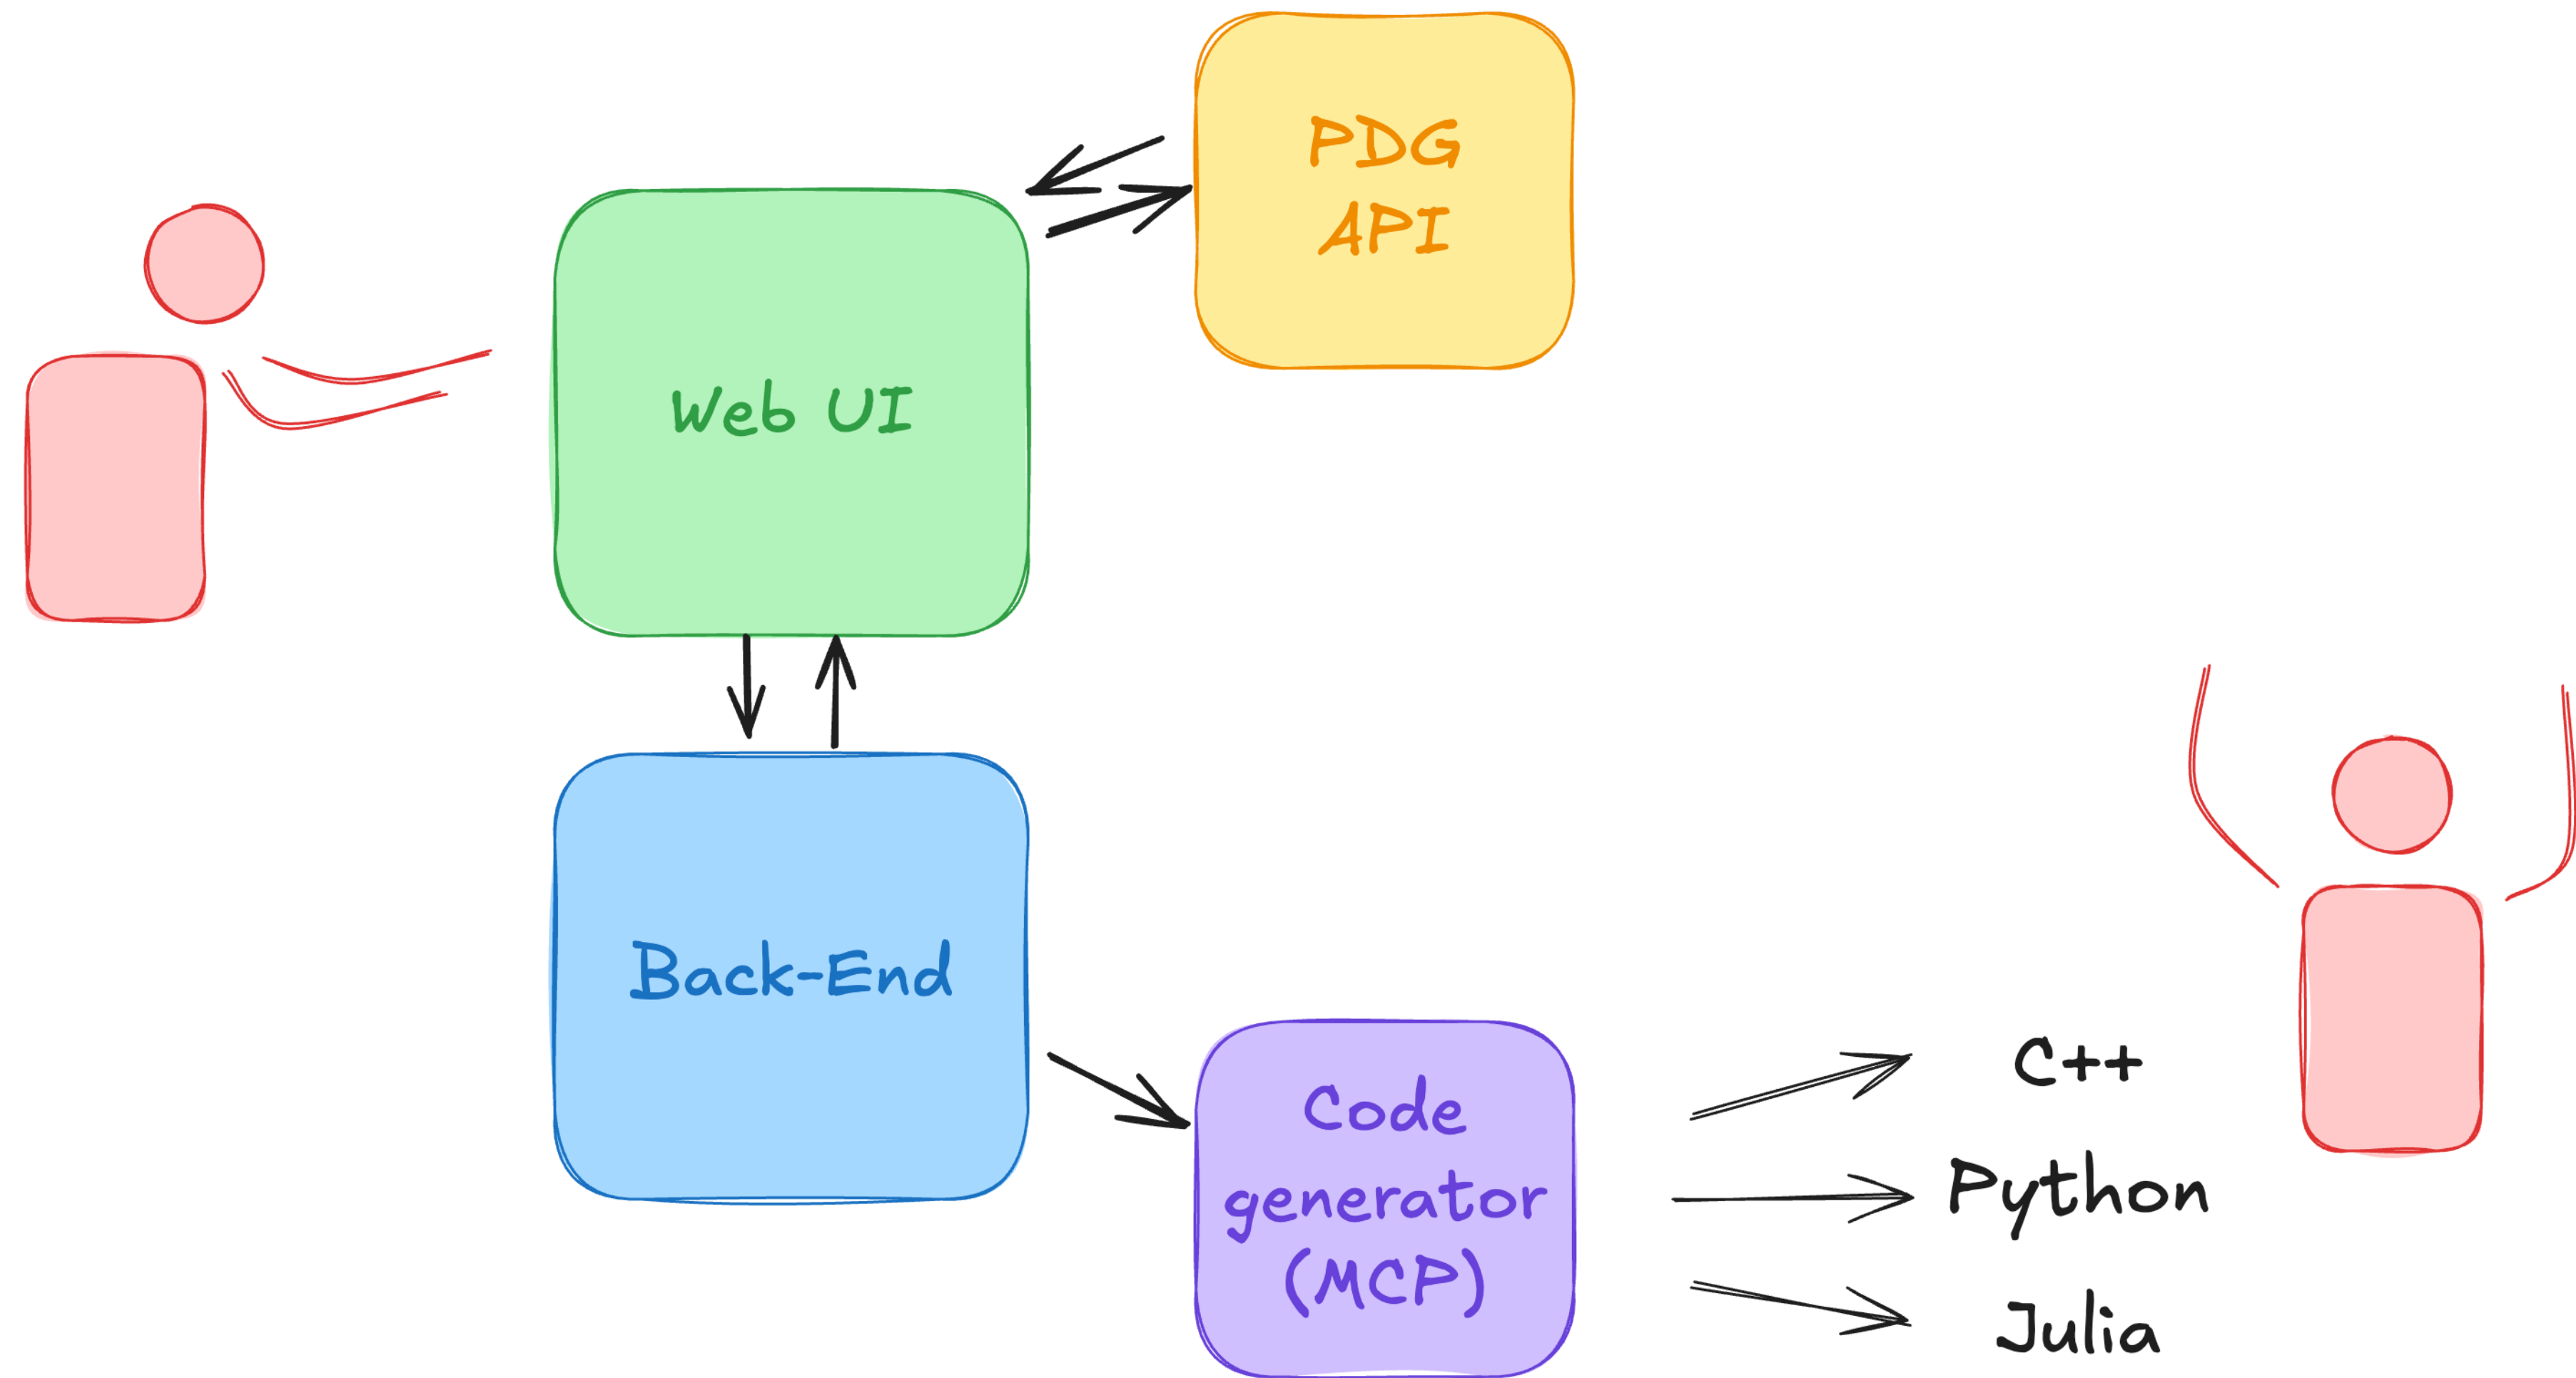 PDG
API
Web UI
Back-End
Code
generator
(MCP)
C++
Python
Julia